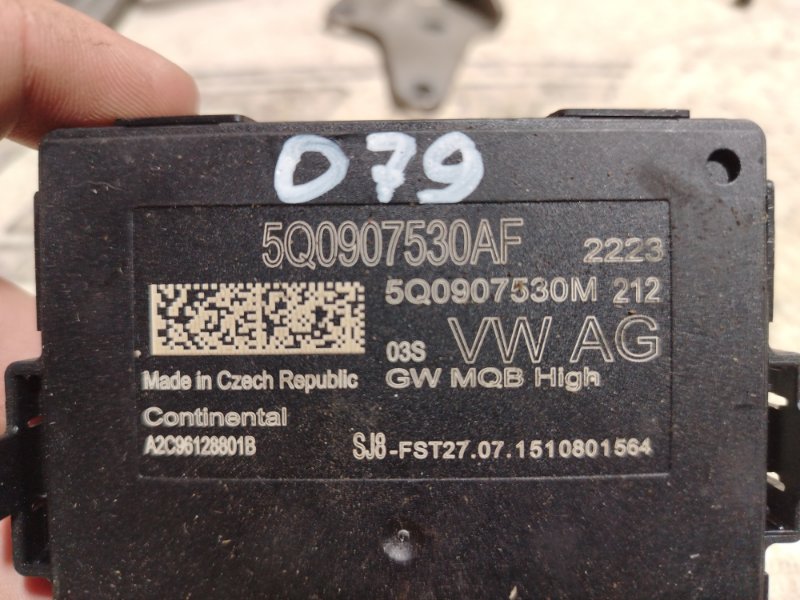 079
5Q0907530AF 2223
5Q0907530M 212
03S VW AG
Made in Czech Republic GW MQB High
Continental
A2C96128801B SJ8-FST27.07.1510801564